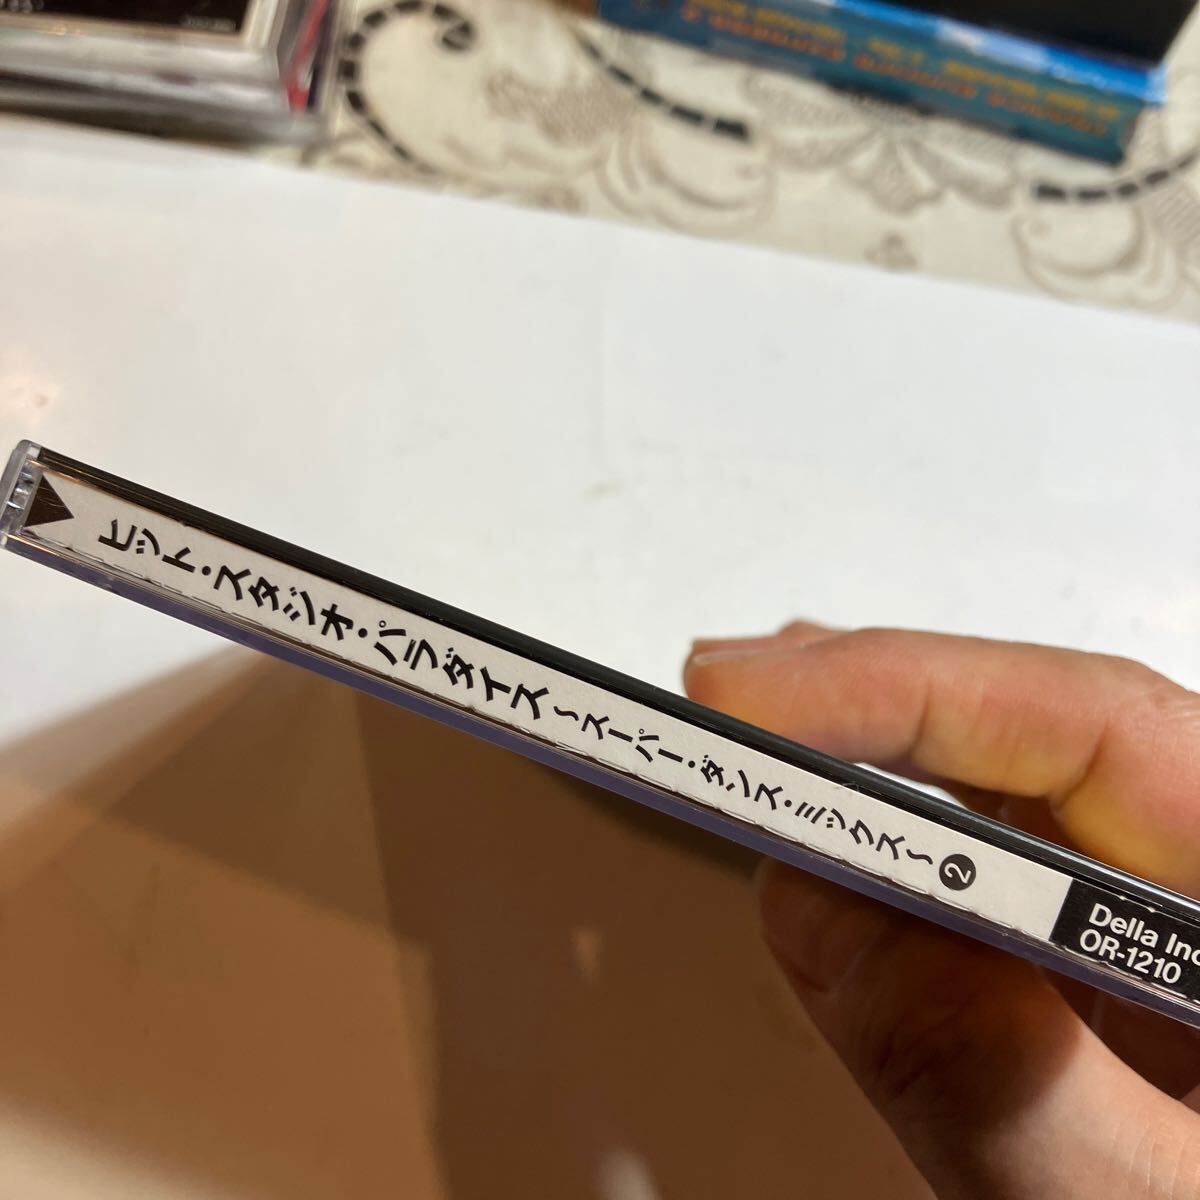 ヒット・スタジオ・パラダイス～スーパー・ダンス・ミックス～❷
Della Inc
OR-1210